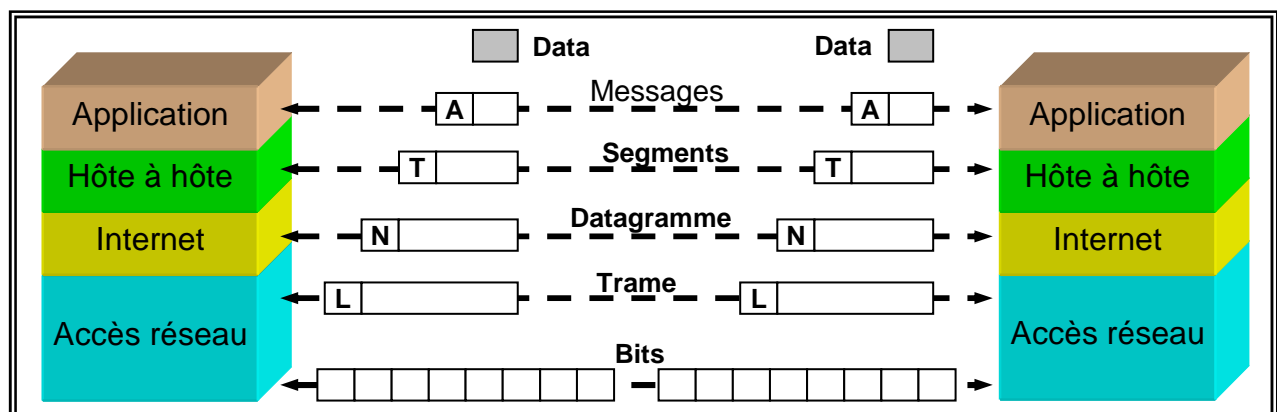 Data Data
Application Messages Application
A A
Hôte à hôte Segments Hôte à hôte
T T
Internet Datagramme Internet
N N
Trame
L L
Accès réseau Accès réseau
Bits